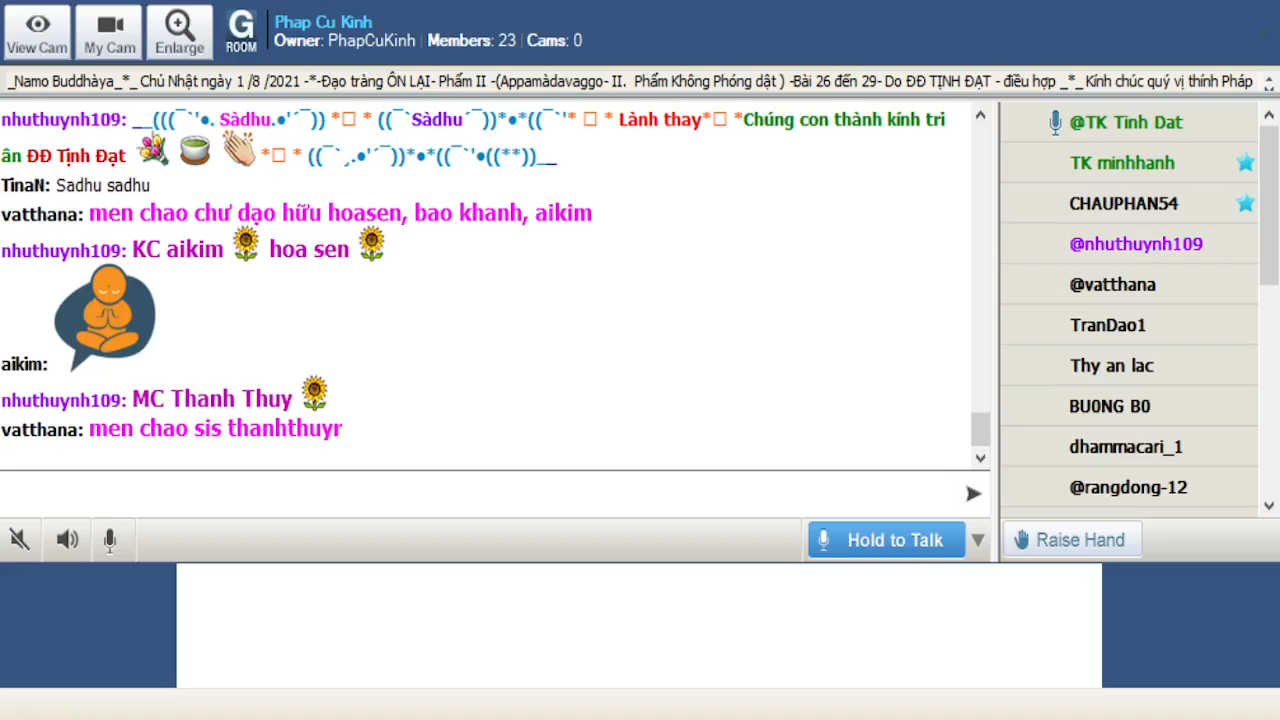 View Cam
My Cam
Enlarge
G
ROOM
Phap Cu Kinh
Owner: PhapCuKinh | Members: 23 | Cams: 0
_Namo Buddhàya_*_ Chủ Nhật ngày 1 /8 /2021 -*-Đạo tràng ÔN LẠI- Phẩm II -(Appamàdavaggo- II. Phẩm Không Phóng dật ) -Bài 26 đến 29- Do ĐĐ TỊNH ĐẠT - điều hợp _*_Kính chúc quý vị thính Pháp
nhuthuynh109: __(((¯`'•. Sàdhu.•'´¯)) *□ * ((¯`Sàdhu´¯))*•*((¯`'* □ * Lành thay*□ *Chúng con thành kính tri
ân ĐĐ Tịnh Đạt *□ * ((¯`¸.•'´¯))*•*((¯`'•((**))__
TinaN: Sadhu sadhu
vatthana: men chao chư dạo hữu hoasen, bao khanh, aikim
nhuthuynh109: KC aikim hoa sen
aikim:
nhuthuynh109: MC Thanh Thuy
vatthana: men chao sis thanhthuyr
@TK Tinh Dat
TK minhhanh
CHAUPHAN54
@nhuthuynh109
@vatthana
TranDao1
Thy an lac
BU0NG B0
dhammacari_1
@rangdong-12
Hold to Talk
Raise Hand